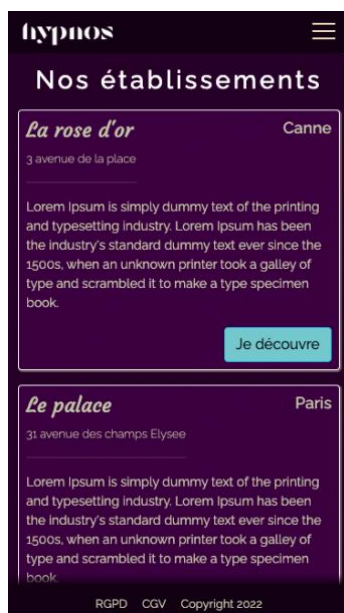 hypnos
Nos établissements
La rose d'or
Canne
3 avenue de la place
Lorem Ipsum is simply dummy text of the printing
and typesetting industry. Lorem Ipsum has been
the industry's standard dummy text ever since the
1500s, when an unknown printer took a galley of
type and scrambled it to make a type specimen
book.
Je découvre
Le palace
Paris
31 avenue des champs Elysee
Lorem Ipsum is simply dummy text of the printing
and typesetting industry. Lorem Ipsum has been
the industry's standard dummy text ever since the
1500s, when an unknown printer took a galley of
type and scrambled it to make a type specimen
book.
RGPD CGV Copyright 2022